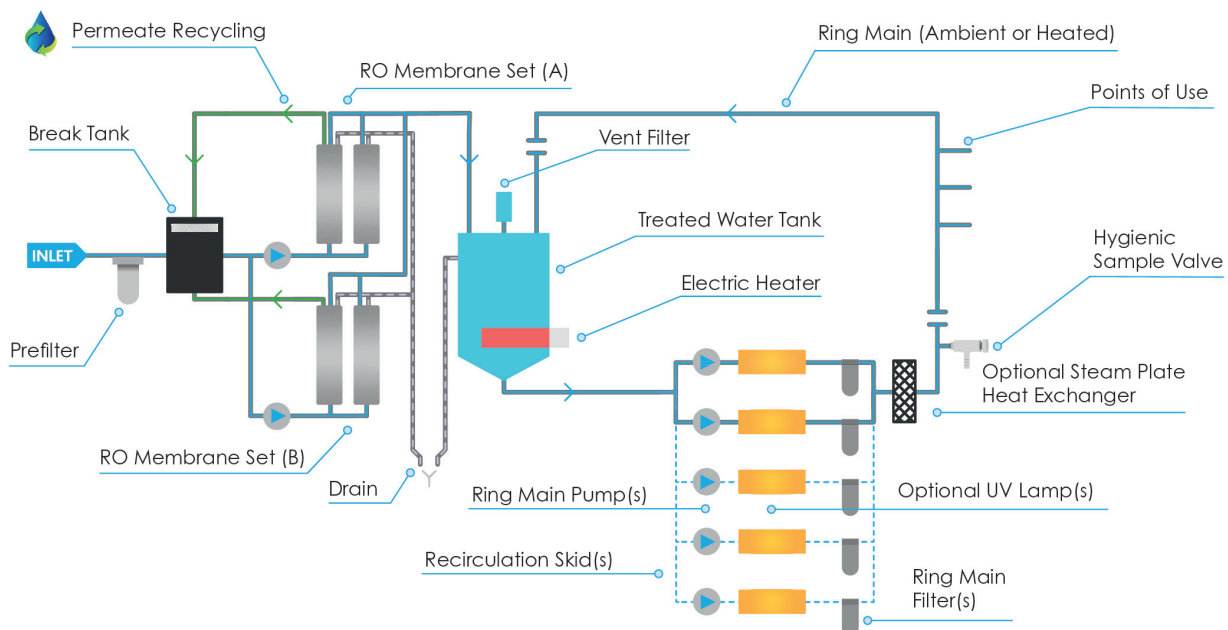 Permeate Recycling
Ring Main (Ambient or Heated)
RO Membrane Set (A)
Points of Use
Break Tank
Vent Filter
Treated Water Tank
INLET
Hygienic
Sample Valve
Electric Heater
Prefilter
Optional Steam Plate
Heat Exchanger
RO Membrane Set (B)
Drain
Ring Main Pump(s)
Optional UV Lamp(s)
Recirculation Skid(s)
Ring Main
Filter(s)